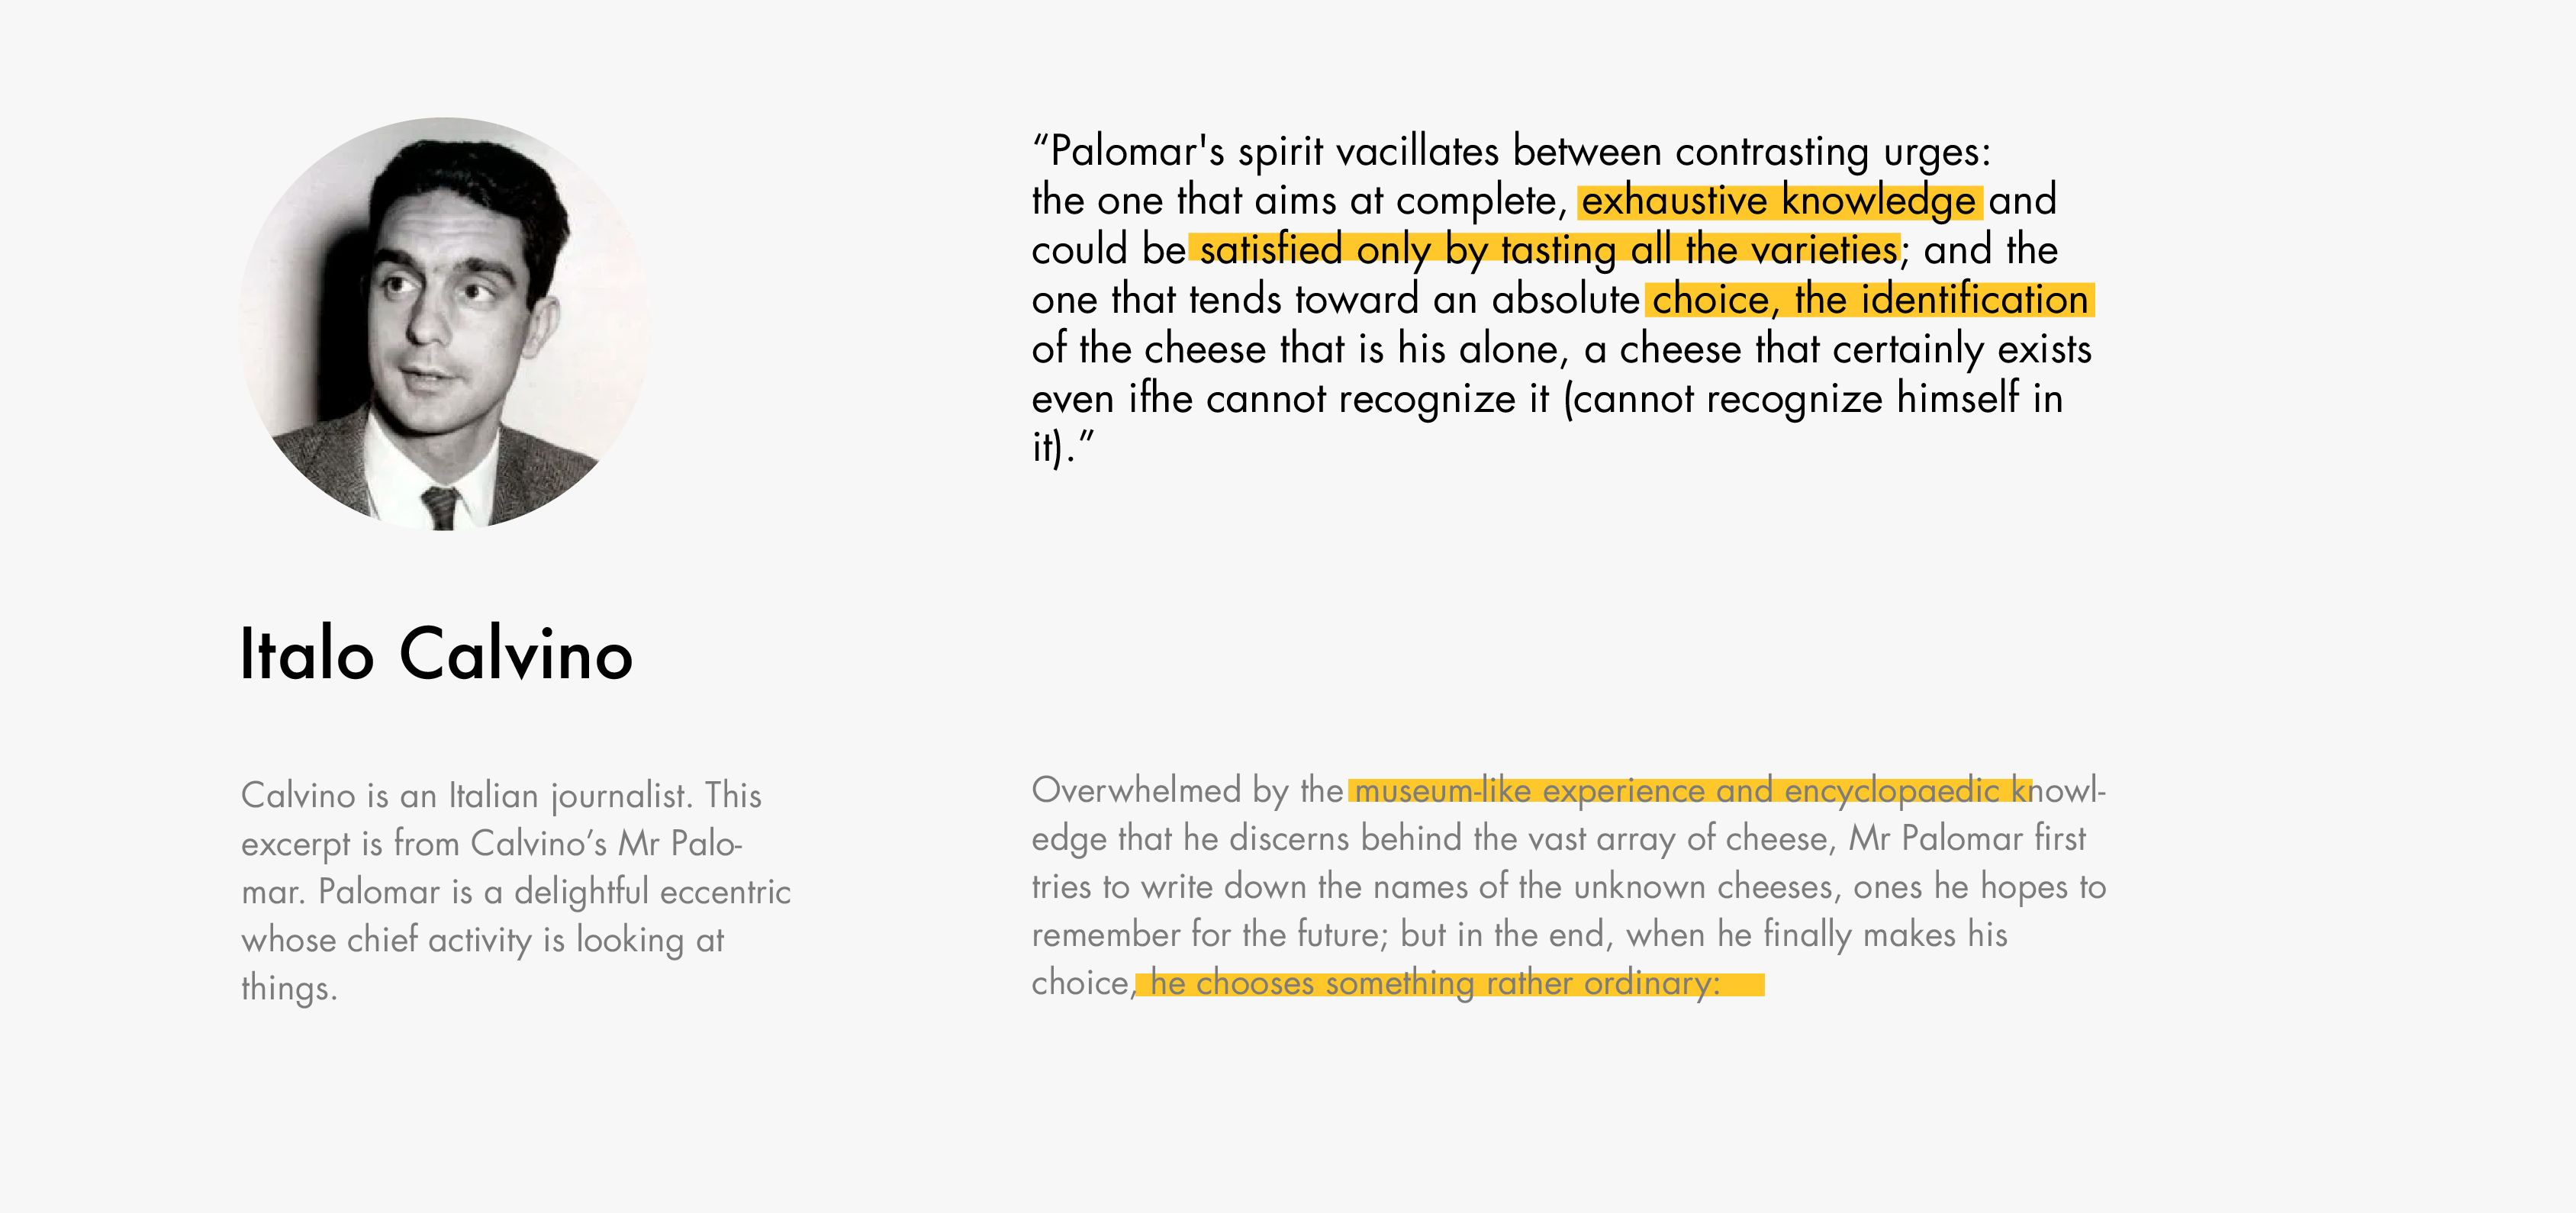 “Palomar's spirit vacillates between contrasting urges:
the one that aims at complete, exhaustive knowledge and
could be satisfied only by tasting all the varieties; and the
one that tends toward an absolute choice, the identification
of the cheese that is his alone, a cheese that certainly exists
even ifhe cannot recognize it (cannot recognize himself in
it).”
Italo Calvino
Calvino is an Italian journalist. This
excerpt is from Calvino’s Mr Palo-
mar. Palomar is a delightful eccentric
whose chief activity is looking at
things.
Overwhelmed by the museum-like experience and encyclopaedic knowl-
edge that he discerns behind the vast array of cheese, Mr Palomar first
tries to write down the names of the unknown cheeses, ones he hopes to
remember for the future; but in the end, when he finally makes his
choice, he chooses something rather ordinary: